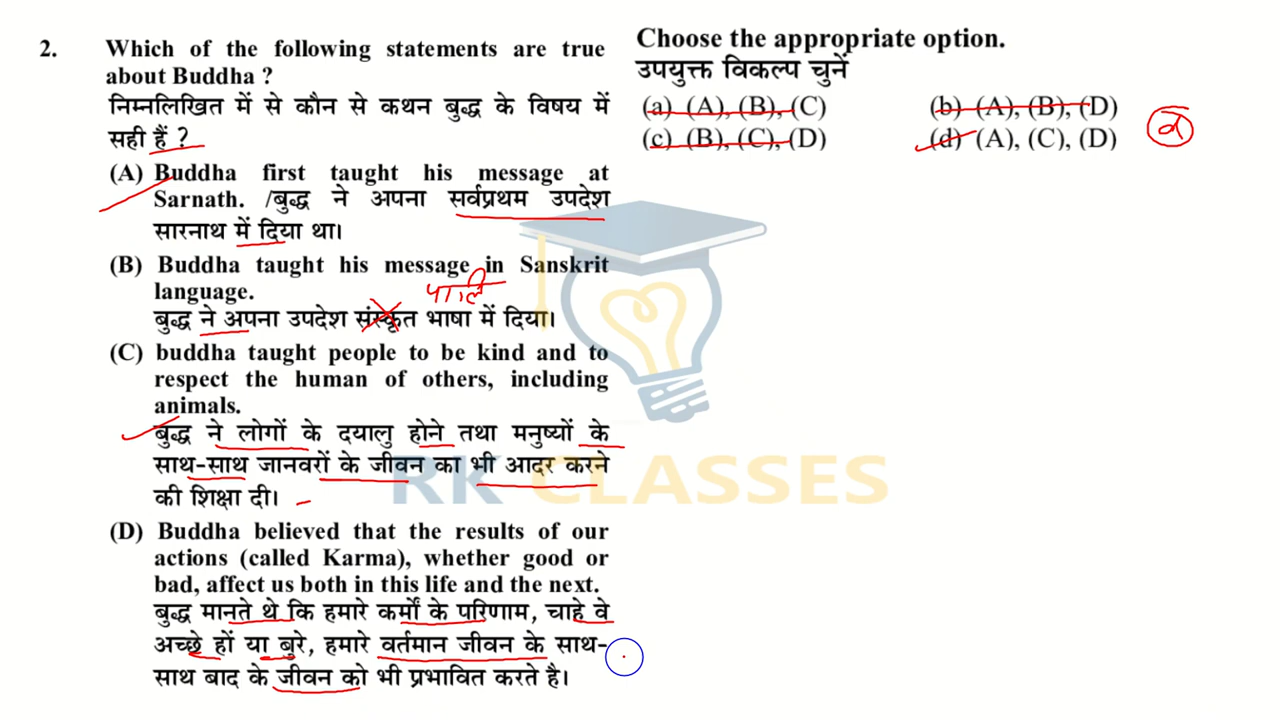 2. Which of the following statements are true
about Buddha ?
निम्नलिखित में से कौन से कथन बुद्ध के विषय में
सही हैं ?
(A) Buddha first taught his message at
Sarnath. /बुद्ध ने अपना सर्वप्रथम उपदेश
सारनाथ में दिया था।
(B) Buddha taught his message in Sanskrit
language.
पालि
बुद्ध ने अपना उपदेश संस्कृत भाषा में दिया।
(C) buddha taught people to be kind and to
respect the human of others, including
animals.
बुद्ध ने लोगों के दयालु होने तथा मनुष्यों के
साथ-साथ जानवरों के जीवन का भी आदर करने
की शिक्षा दी।
(D) Buddha believed that the results of our
actions (called Karma), whether good or
bad, affect us both in this life and the next.
बुद्ध मानते थे कि हमारे कर्मों के परिणाम, चाहे वे
अच्छे हों या बुरे, हमारे वर्तमान जीवन के साथ-
साथ बाद के जीवन को भी प्रभावित करते है।
Choose the appropriate option.
उपयुक्त विकल्प चुनें
(a) (A), (B), (C) (b) (A), (B), (D)
(c) (B), (C), (D) (d) (A), (C), (D)
RK CLASSES